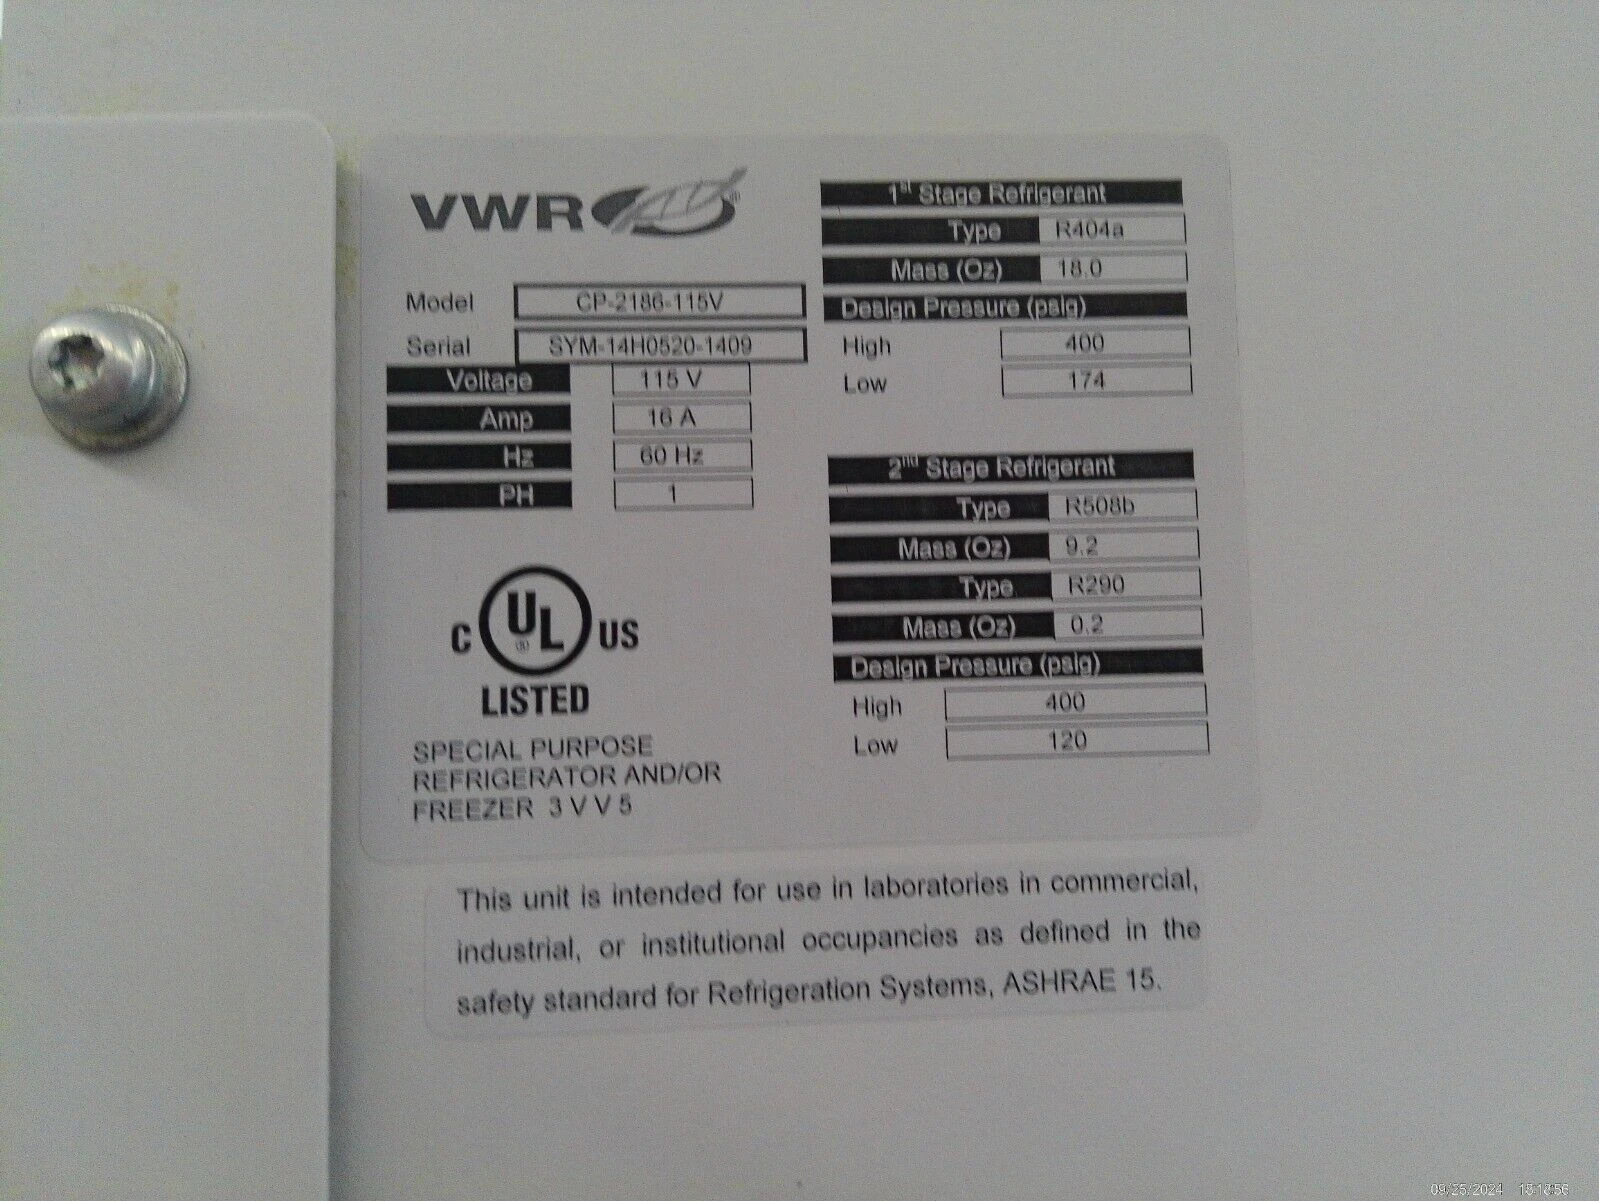 VWR
Model CP-2186-115V
Serial SYM-14H0520-1409
Voltage 115 V
Amp 16 A
Hz 60 Hz
PH 1
C UL US
®
LISTED
SPECIAL PURPOSE
REFRIGERATOR AND/OR
FREEZER 3 V V 5
1st Stage Refrigerant
Type R404a
Mass (Oz) 18.0
Design Pressure (psig)
High 400
Low 174
2nd Stage Refrigerant
Type R508b
Mass (Oz) 9.2
Type R290
Mass (Oz) 0.2
Design Pressure (psig)
High 400
Low 120
This unit is intended for use in laboratories in commercial,
industrial, or institutional occupancies as defined in the
safety standard for Refrigeration Systems, ASHRAE 15.
09/25/2024